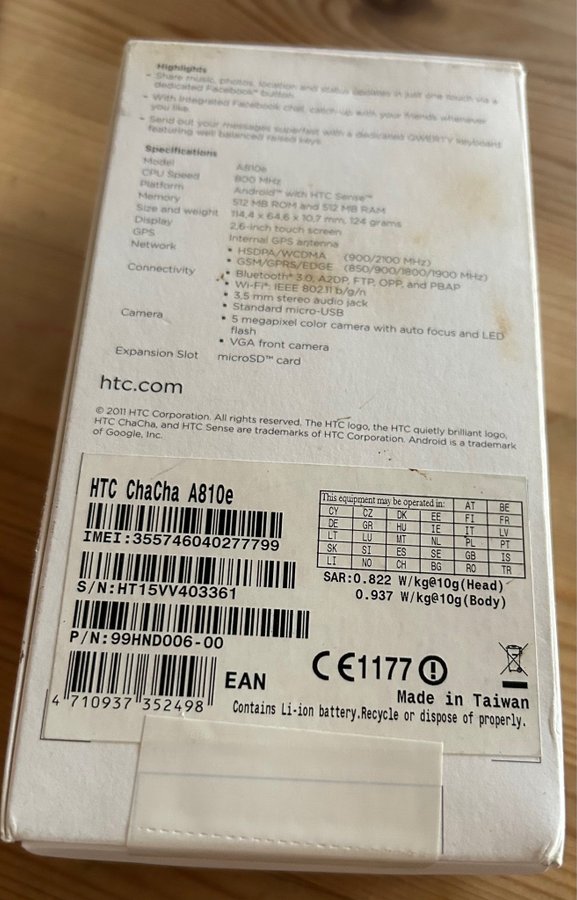 Highlights
- Share music, photos, location and status updates in just one touch via a
dedicated Facebook® button.
- With integrated Facebook chat, catch-up with your friends whenever
you like.
- Send out your messages superfast with a dedicated QWERTY keyboard
featuring well balanced raised keys.
Specifications
Model A810e
CPU Speed 800 MHz
Platform Android™ with HTC Sense™
Memory 512 MB ROM and 512 MB RAM
Size and weight 114,4 x 64,6 x 10,7 mm, 124 grams
Display 2,6-inch touch screen
GPS Internal GPS antenna
Network • HSDPA/WCDMA (900/2100 MHz)
• GSM/GPRS/EDGE (850/900/1800/1900 MHz)
Connectivity • Bluetooth® 3.0, A2DP, FTP, OPP, and PBAP
• Wi-Fi®: IEEE 802.11 b/g/n
• 3,5 mm stereo audio jack
• Standard micro-USB
Camera • 5 megapixel color camera with auto focus and LED
flash
• VGA front camera
Expansion Slot microSD™ card
htc.com
© 2011 HTC Corporation. All rights reserved. The HTC logo, the HTC quietly brilliant logo,
HTC ChaCha, and HTC Sense are trademarks of HTC Corporation. Android is a trademark
of Google, Inc.
HTC ChaCha A810e
IMEI:355746040277799
S/N:HT15VV403361
P/N:99HND006-00
4 710937 352498 EAN
This equipment may be operated in: AT BE
CY CZ DK EE FI FR
DE GR HU IE IT LV
LT LU MT NL PL PT
SK SI ES SE GB IS
LI NO CH BG RO TR
SAR:0.822 W/kg@10g(Head)
0.937 W/kg@10g(Body)
CE1177
Made in Taiwan
Contains Li-ion battery.Recycle or dispose of properly.